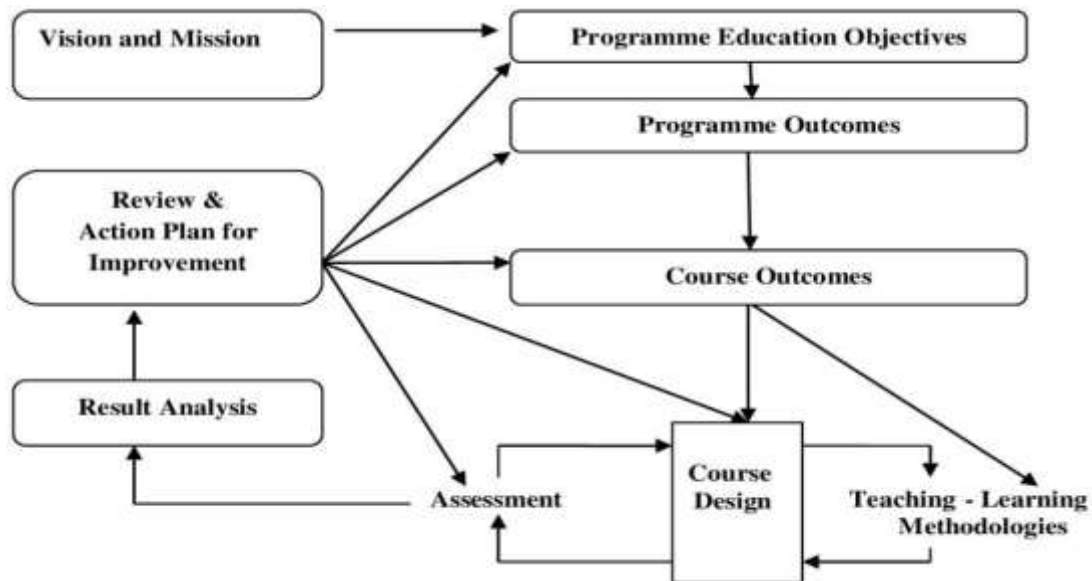 Vision and Mission
Programme Education Objectives
Programme Outcomes
Review &
Action Plan for
Improvement
Course Outcomes
Result Analysis
Assessment
Course
Design
Teaching - Learning
Methodologies